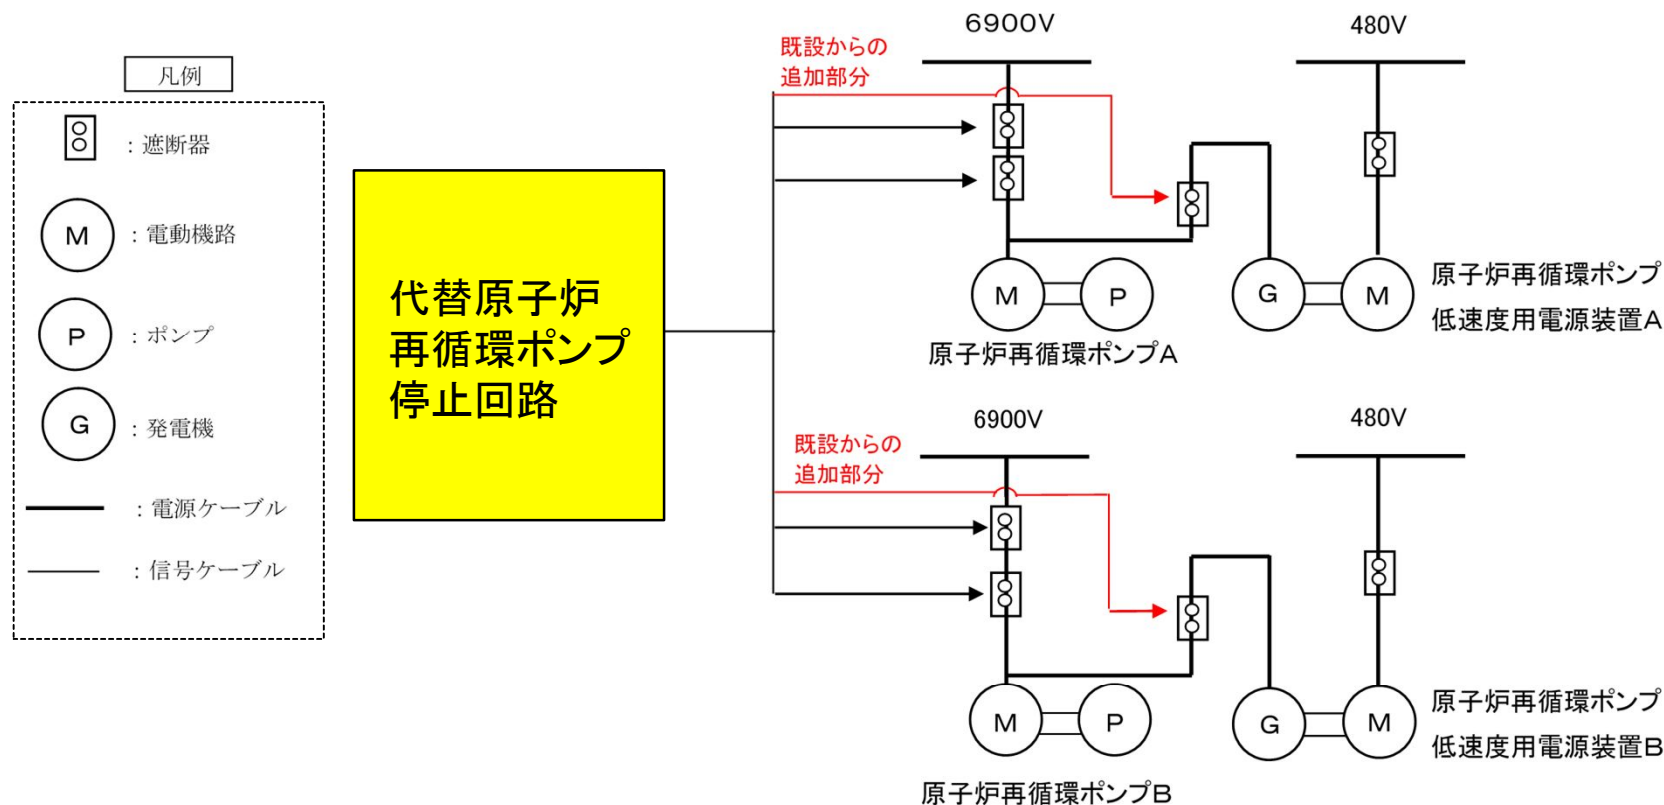 凡例
：遮断器
M
：電動機路
P
：ポンプ
G
：発電機
：電源ケーブル
：信号ケーブル
代替原子炉
再循環ポンプ
停止回路
6900V
480V
既設からの
追加部分
M
P
G
M
原子炉再循環ポンプA
原子炉再循環ポンプ
低速度用電源装置A
6900V
480V
既設からの
追加部分
M
P
G
M
原子炉再循環ポンプB
原子炉再循環ポンプ
低速度用電源装置B